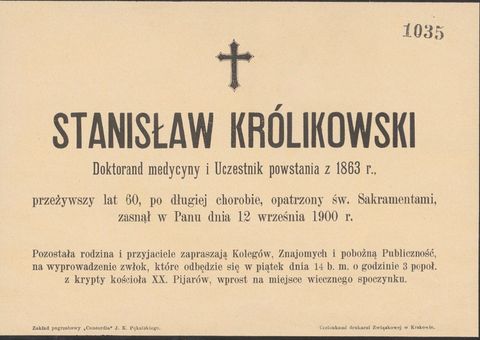 1035
STANISŁAW KRÓLIKOWSKI
Doktorand medycyny i Uczestnik powstania z 1863 r.,
przeżywszy lat 60, po długiej chorobie, opatrzony św. Sakramentami,
zasnął w Panu dnia 12 września 1900 r.
Pozostała rodzina i przyjaciele zapraszają Kolegów, Znajomych i pobożną Publiczność,
na wyprowadzenie zwłok, które odbędzie się w piątek dnia 14 b. m. o godzinie 3 popoł.
z krypty kościoła XX. Pijarów, wprost na miejsce wiecznego spoczynku.
Zakład pogrzebowy „Concordia" J. K. Pękalskiego.
Czcionkami drukarni Związkowej w Krakowie.